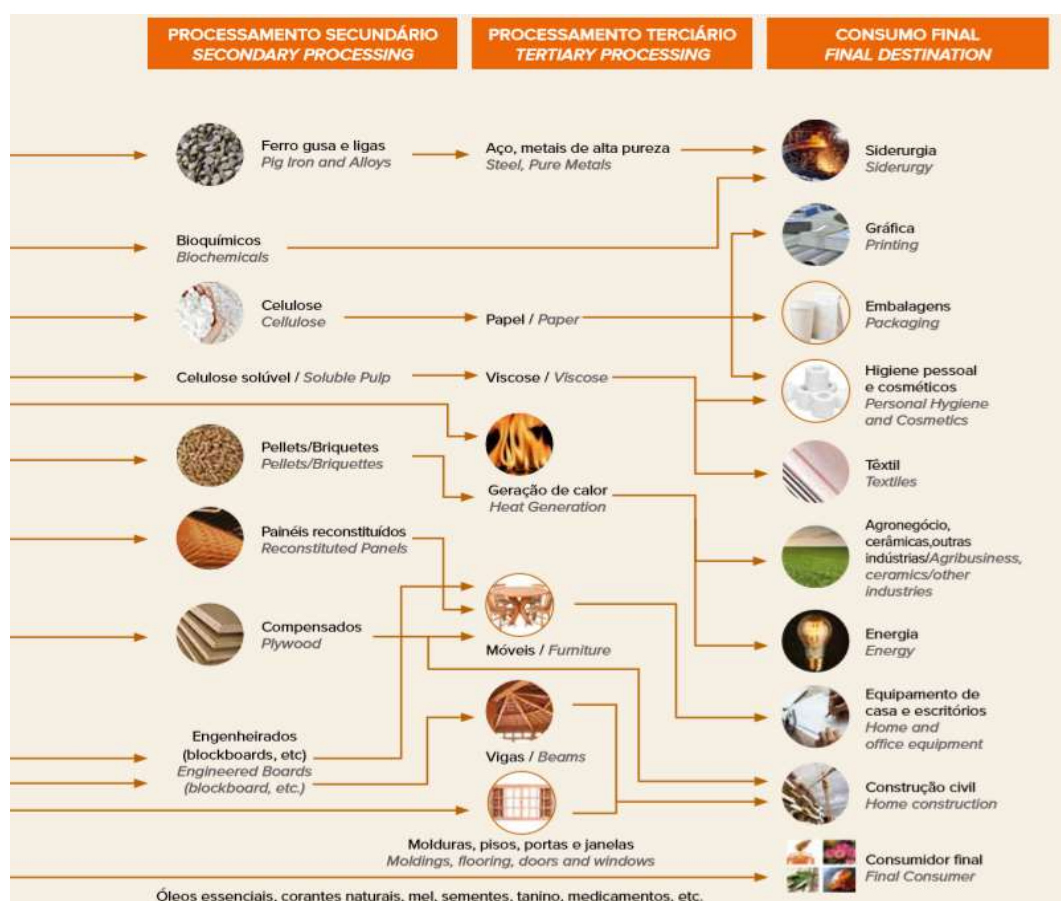 PROCESSAMENTO SECUNDÁRIO
SECONDARY PROCESSING
PROCESSAMENTO TERCIÁRIO
TERTIARY PROCESSING
CONSUMO FINAL
FINAL DESTINATION
Ferro gusa e ligas
Pig Iron and Alloys
Aço, metais de alta pureza
Steel, Pure Metals
Siderurgia
Siderurgy
Bioquímicos
Biochemicals
Gráfica
Printing
Celulose
Cellulose
Papel / Paper
Embalagens
Packaging
Celulose solúvel / Soluble Pulp
Viscose / Viscose
Higiene pessoal
e cosméticos
Personal Hygiene
and Cosmetics
Pellets/Briquetes
Pellets/Briquettes
Geração de calor
Heat Generation
Têxtil
Textiles
Painéis reconstituídos
Reconstituted Panels
Agronegócio,
cerâmicas,outras
indústrias/Agribusiness,
ceramics/other
industries
Compensados
Plywood
Móveis / Furniture
Energia
Energy
Engenheirados
(blockboards, etc)
Engineered Boards
(blockboard, etc.)
Vigas / Beams
Equipamento de
casa e escritórios
Home and
office equipment
Construção civil
Home construction
Molduras, pisos, portas e janelas
Moldings, flooring, doors and windows
Consumidor final
Final Consumer
Óleos essenciais, corantes naturais, mel, sementes, tanino, medicamentos, etc.